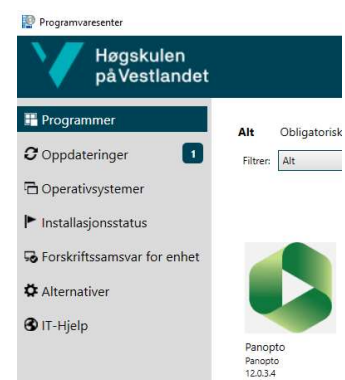 Programvaresenter
Høgskulen
på Vestlandet
Programmer
Alt Obligatorisk
Oppdateringer 1
Filtrer: Alt
Operativsystemer
Installasjonsstatus
Forskriftssamsvar for enhet
Alternativer
IT-Hjelp
Panopto
Panopto
12.0.3.4